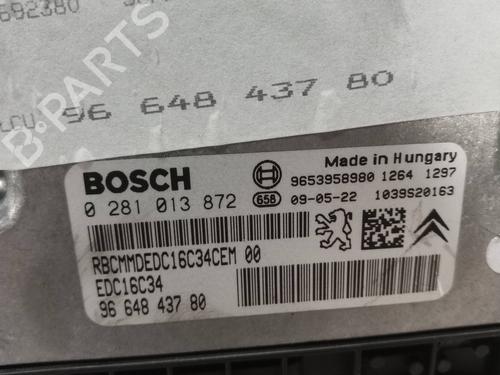 692380
B-PARTS
96 648 437 80
BOSCH
Made in Hungary
9653958980 1264 1297
0 281 013 872
658
09-05-22
1039S20163
RBCMMDEDC16C34CEM 00
EDC16C34
96 648 437 80